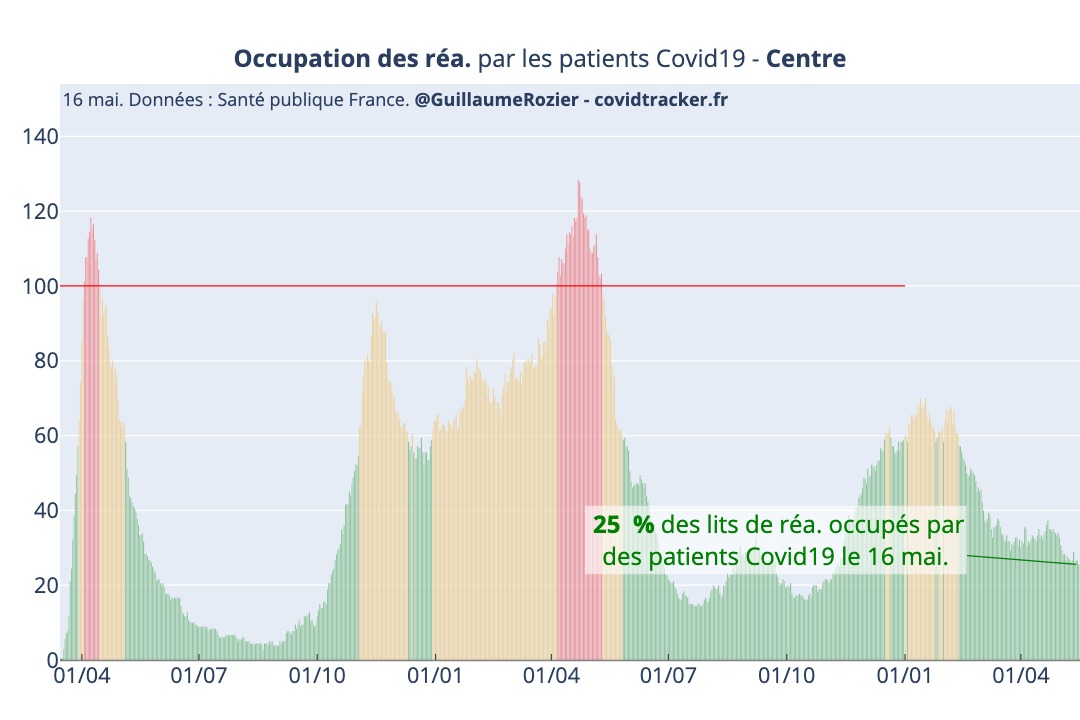 Occupation des réa. par les patients Covid19 - Centre
16 mai. Données : Santé publique France. @GuillaumeRozier - covidtracker.fr
140
120
100
80
60
40
20
0
25 % des lits de réa. occupés par
des patients Covid19 le 16 mai.
01/04 01/07 01/10 01/01 01/04 01/07 01/10 01/01 01/04